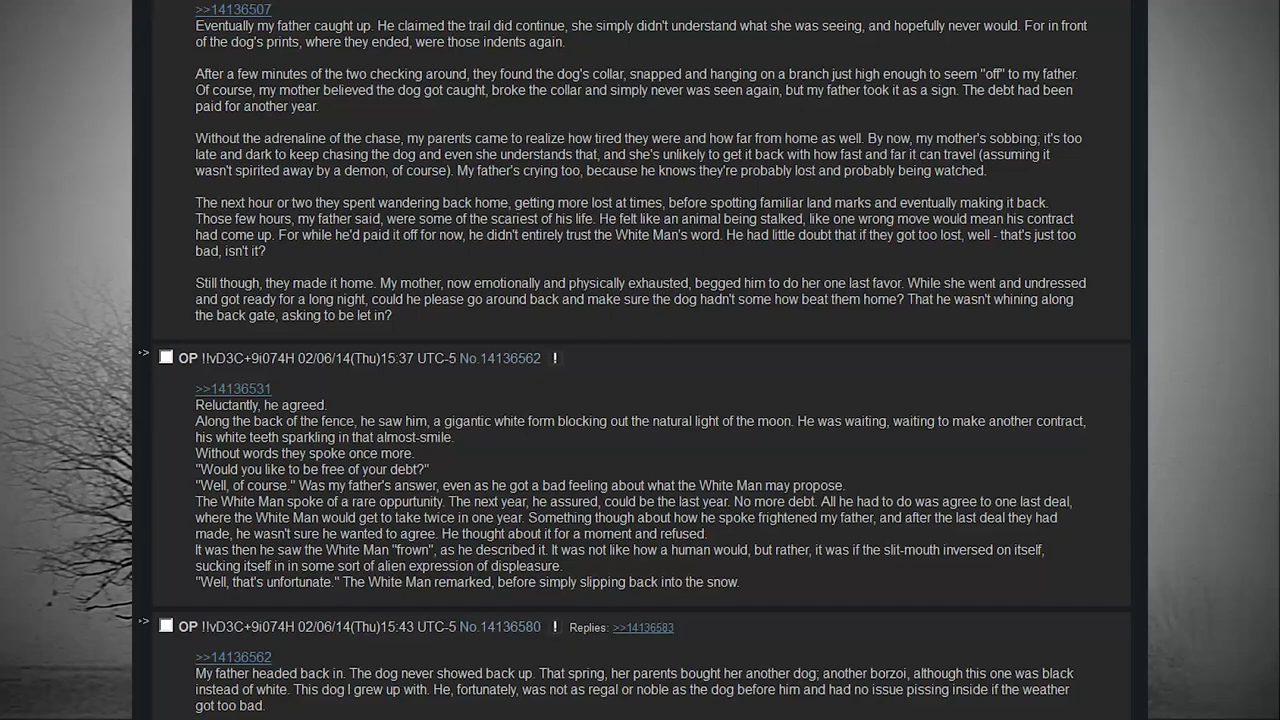 >>14136507
Eventually my father caught up. He claimed the trail did continue, she simply didn't understand what she was seeing, and hopefully never would. For in front
of the dog's prints, where they ended, were those indents again.
After a few minutes of the two checking around, they found the dog's collar, snapped and hanging on a branch just high enough to seem "off" to my father.
Of course, my mother believed the dog got caught, broke the collar and simply never was seen again, but my father took it as a sign. The debt had been
paid for another year.
Without the adrenaline of the chase, my parents came to realize how tired they were and how far from home as well. By now, my mother's sobbing; it's too
late and dark to keep chasing the dog and even she understands that, and she's unlikely to get it back with how fast and far it can travel (assuming it
wasn't spirited away by a demon, of course). My father's crying too, because he knows they're probably lost and probably being watched.
The next hour or two they spent wandering back home, getting more lost at times, before spotting familiar land marks and eventually making it back.
Those few hours, my father said, were some of the scariest of his life. He felt like an animal being stalked, like one wrong move would mean his contract
had come up. For while he'd paid it off for now, he didn't entirely trust the White Man's word. He had little doubt that if they got too lost, well - that's just too
bad, isn't it?
Still though, they made it home. My mother, now emotionally and physically exhausted, begged him to do her one last favor. While she went and undressed
and got ready for a long night, could he please go around back and make sure the dog hadn't some how beat them home? That he wasn't whining along
the back gate, asking to be let in?
>> OP !!vD3C+9i074H 02/06/14(Thu)15:37 UTC-5 No.14136562 !
>>14136531
Reluctantly, he agreed.
Along the back of the fence, he saw him, a gigantic white form blocking out the natural light of the moon. He was waiting, waiting to make another contract,
his white teeth sparkling in that almost-smile.
Without words they spoke once more.
"Would you like to be free of your debt?"
"Well, of course." Was my father's answer, even as he got a bad feeling about what the White Man may propose.
The White Man spoke of a rare oppurtunity. The next year, he assured, could be the last year. No more debt. All he had to do was agree to one last deal,
where the White Man would get to take twice in one year. Something though about how he spoke frightened my father, and after the last deal they had
made, he wasn't sure he wanted to agree. He thought about it for a moment and refused.
It was then he saw the White Man "frown", as he described it. It was not like how a human would, but rather, it was if the slit-mouth inversed on itself,
sucking itself in in some sort of alien expression of displeasure.
"Well, that's unfortunate." The White Man remarked, before simply slipping back into the snow.
>> OP !!vD3C+9i074H 02/06/14(Thu)15:43 UTC-5 No.14136580 ! Replies: >>14136583
>>14136562
My father headed back in. The dog never showed back up. That spring, her parents bought her another dog; another borzoi, although this one was black
instead of white. This dog I grew up with. He, fortunately, was not as regal or noble as the dog before him and had no issue pissing inside if the weather
got too bad.